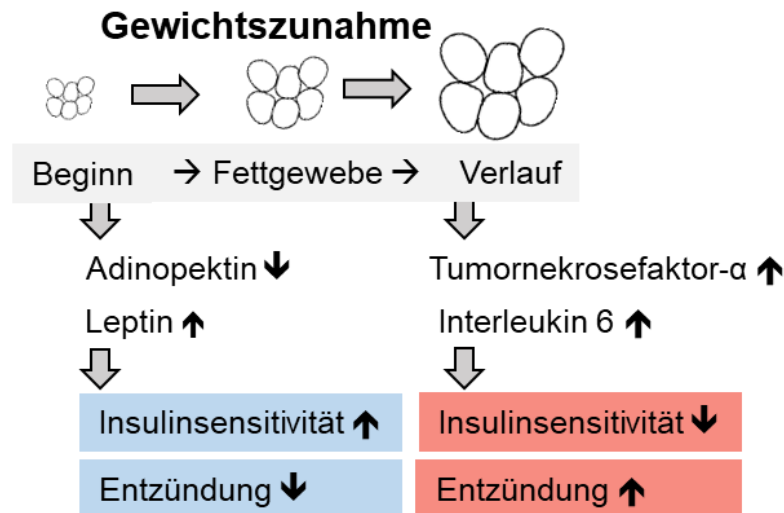 Gewichtszunahme
Beginn → Fettgewebe → Verlauf
Adinopektin ↓ Tumornekrosefaktor-α ↑
Leptin ↑ Interleukin 6 ↑
Insulinsensitivität ↑ Insulinsensitivität ↓
Entzündung ↓ Entzündung ↑